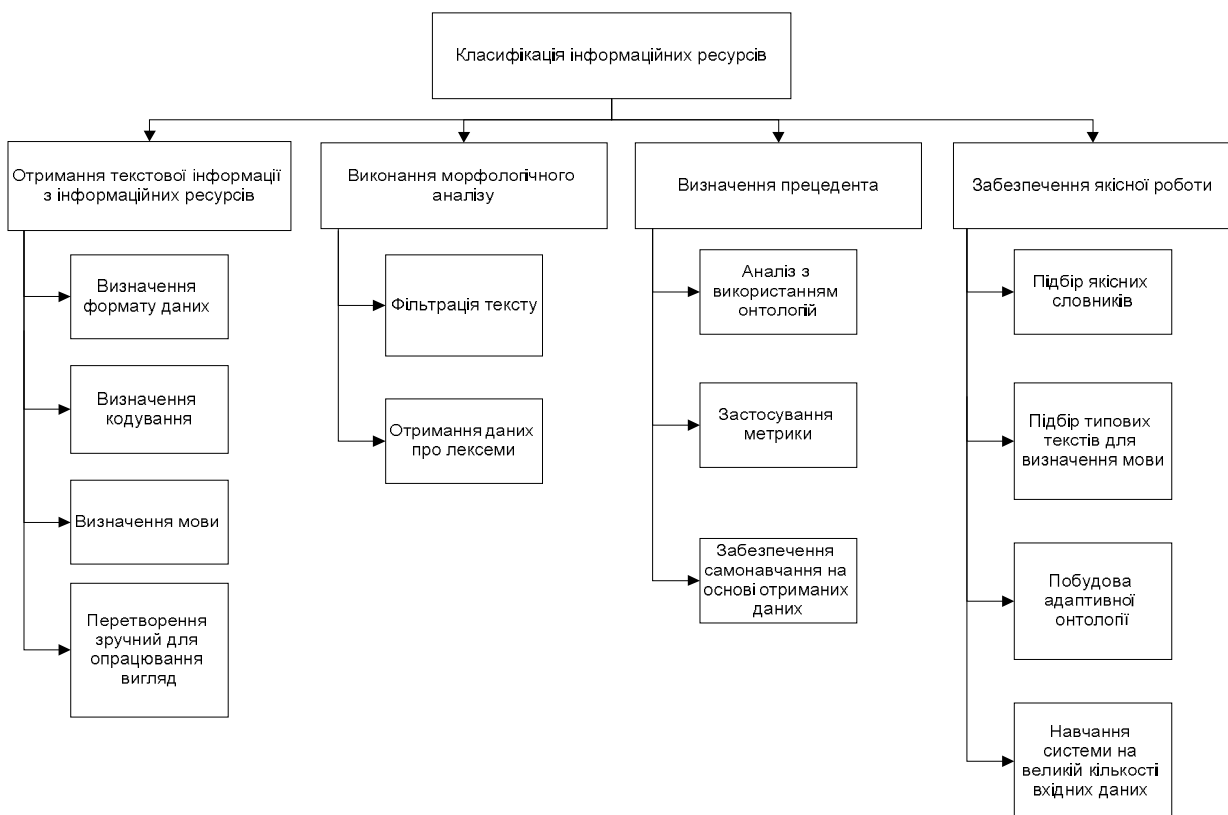 Класифікація інформаційних ресурсів
Отримання текстової інформації
з інформаційних ресурсів
Визначення
формату даних
Визначення
кодування
Визначення мови
Перетворення
зручний для
опрацювання
вигляд
Виконання морфологічного
аналізу
Фільтрація тексту
Отримання даних
про лексеми
Визначення прецедента
Аналіз з
використанням
онтологій
Застосування
метрики
Забезпечення
самонавчання на
основі отриманих
даних
Забезпечення якісної роботи
Підбір якісних
словників
Підбір типових
текстів для
визначення мови
Побудова
адаптивної
онтології
Навчання
системи на
великій кількості
вхідних даних